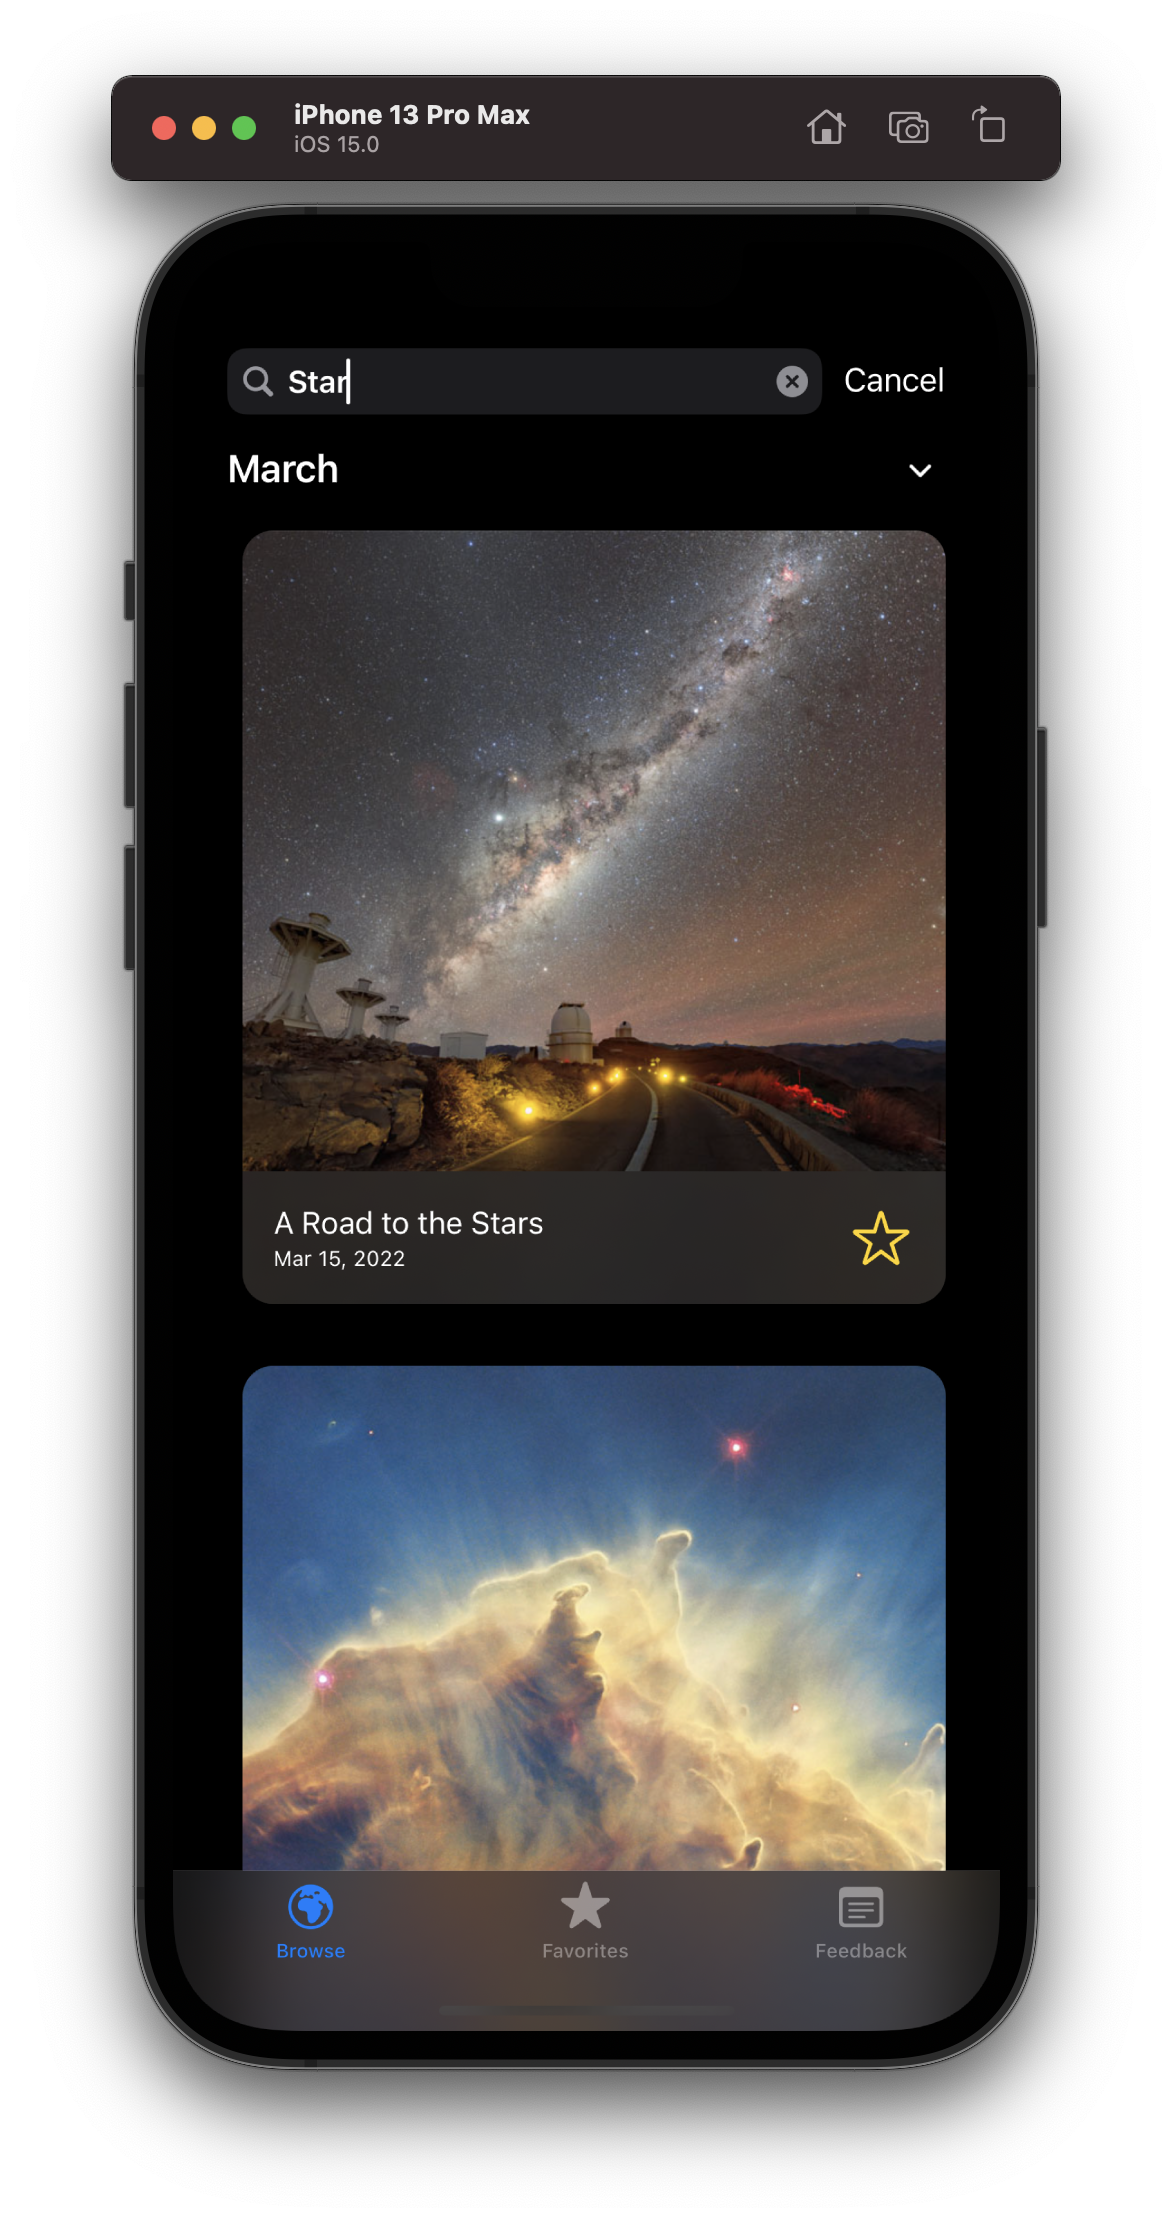 iPhone 13 Pro Max
iOS 15.0
Star
Cancel
March
A Road to the Stars
Mar 15, 2022
Browse
Favorites
Feedback